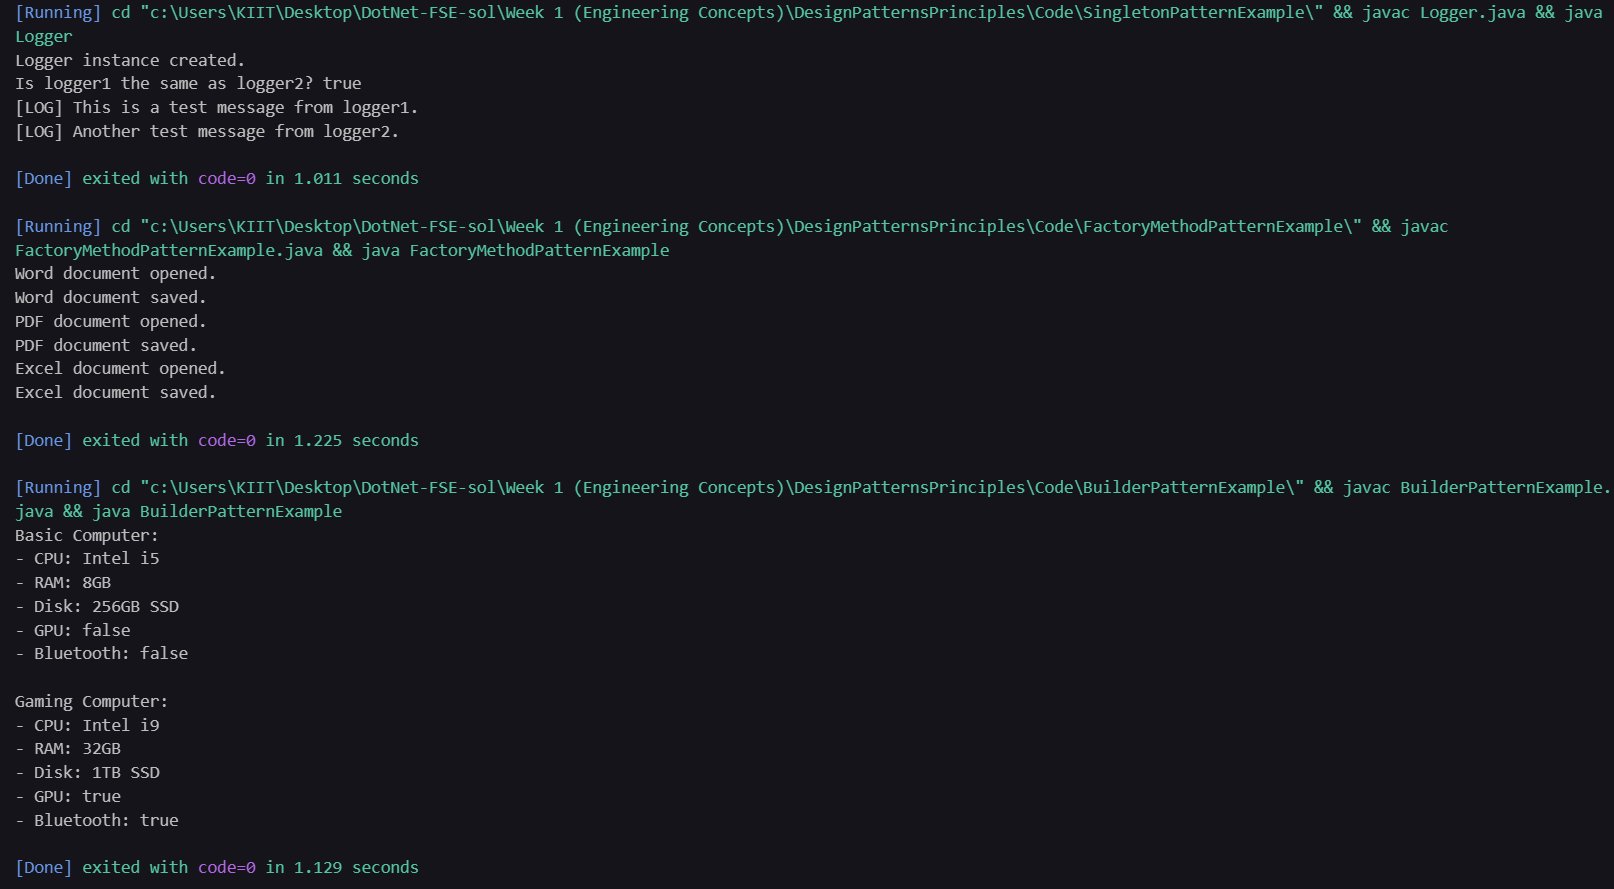 [Running] cd "c:\Users\KIIT\Desktop\DotNet-FSE-sol\Week 1 (Engineering Concepts)\DesignPatternsPrinciples\Code\SingletonPatternExample\" && javac Logger.java && java
Logger
Logger instance created.
Is logger1 the same as logger2? true
[LOG] This is a test message from logger1.
[LOG] Another test message from logger2.

[Done] exited with code=0 in 1.011 seconds

[Running] cd "c:\Users\KIIT\Desktop\DotNet-FSE-sol\Week 1 (Engineering Concepts)\DesignPatternsPrinciples\Code\FactoryMethodPatternExample\" && javac
FactoryMethodPatternExample.java && java FactoryMethodPatternExample
Word document opened.
Word document saved.
PDF document opened.
PDF document saved.
Excel document opened.
Excel document saved.

[Done] exited with code=0 in 1.225 seconds

[Running] cd "c:\Users\KIIT\Desktop\DotNet-FSE-sol\Week 1 (Engineering Concepts)\DesignPatternsPrinciples\Code\BuilderPatternExample\" && javac BuilderPatternExample.
java && java BuilderPatternExample
Basic Computer:
- CPU: Intel i5
- RAM: 8GB
- Disk: 256GB SSD
- GPU: false
- Bluetooth: false

Gaming Computer:
- CPU: Intel i9
- RAM: 32GB
- Disk: 1TB SSD
- GPU: true
- Bluetooth: true

[Done] exited with code=0 in 1.129 seconds